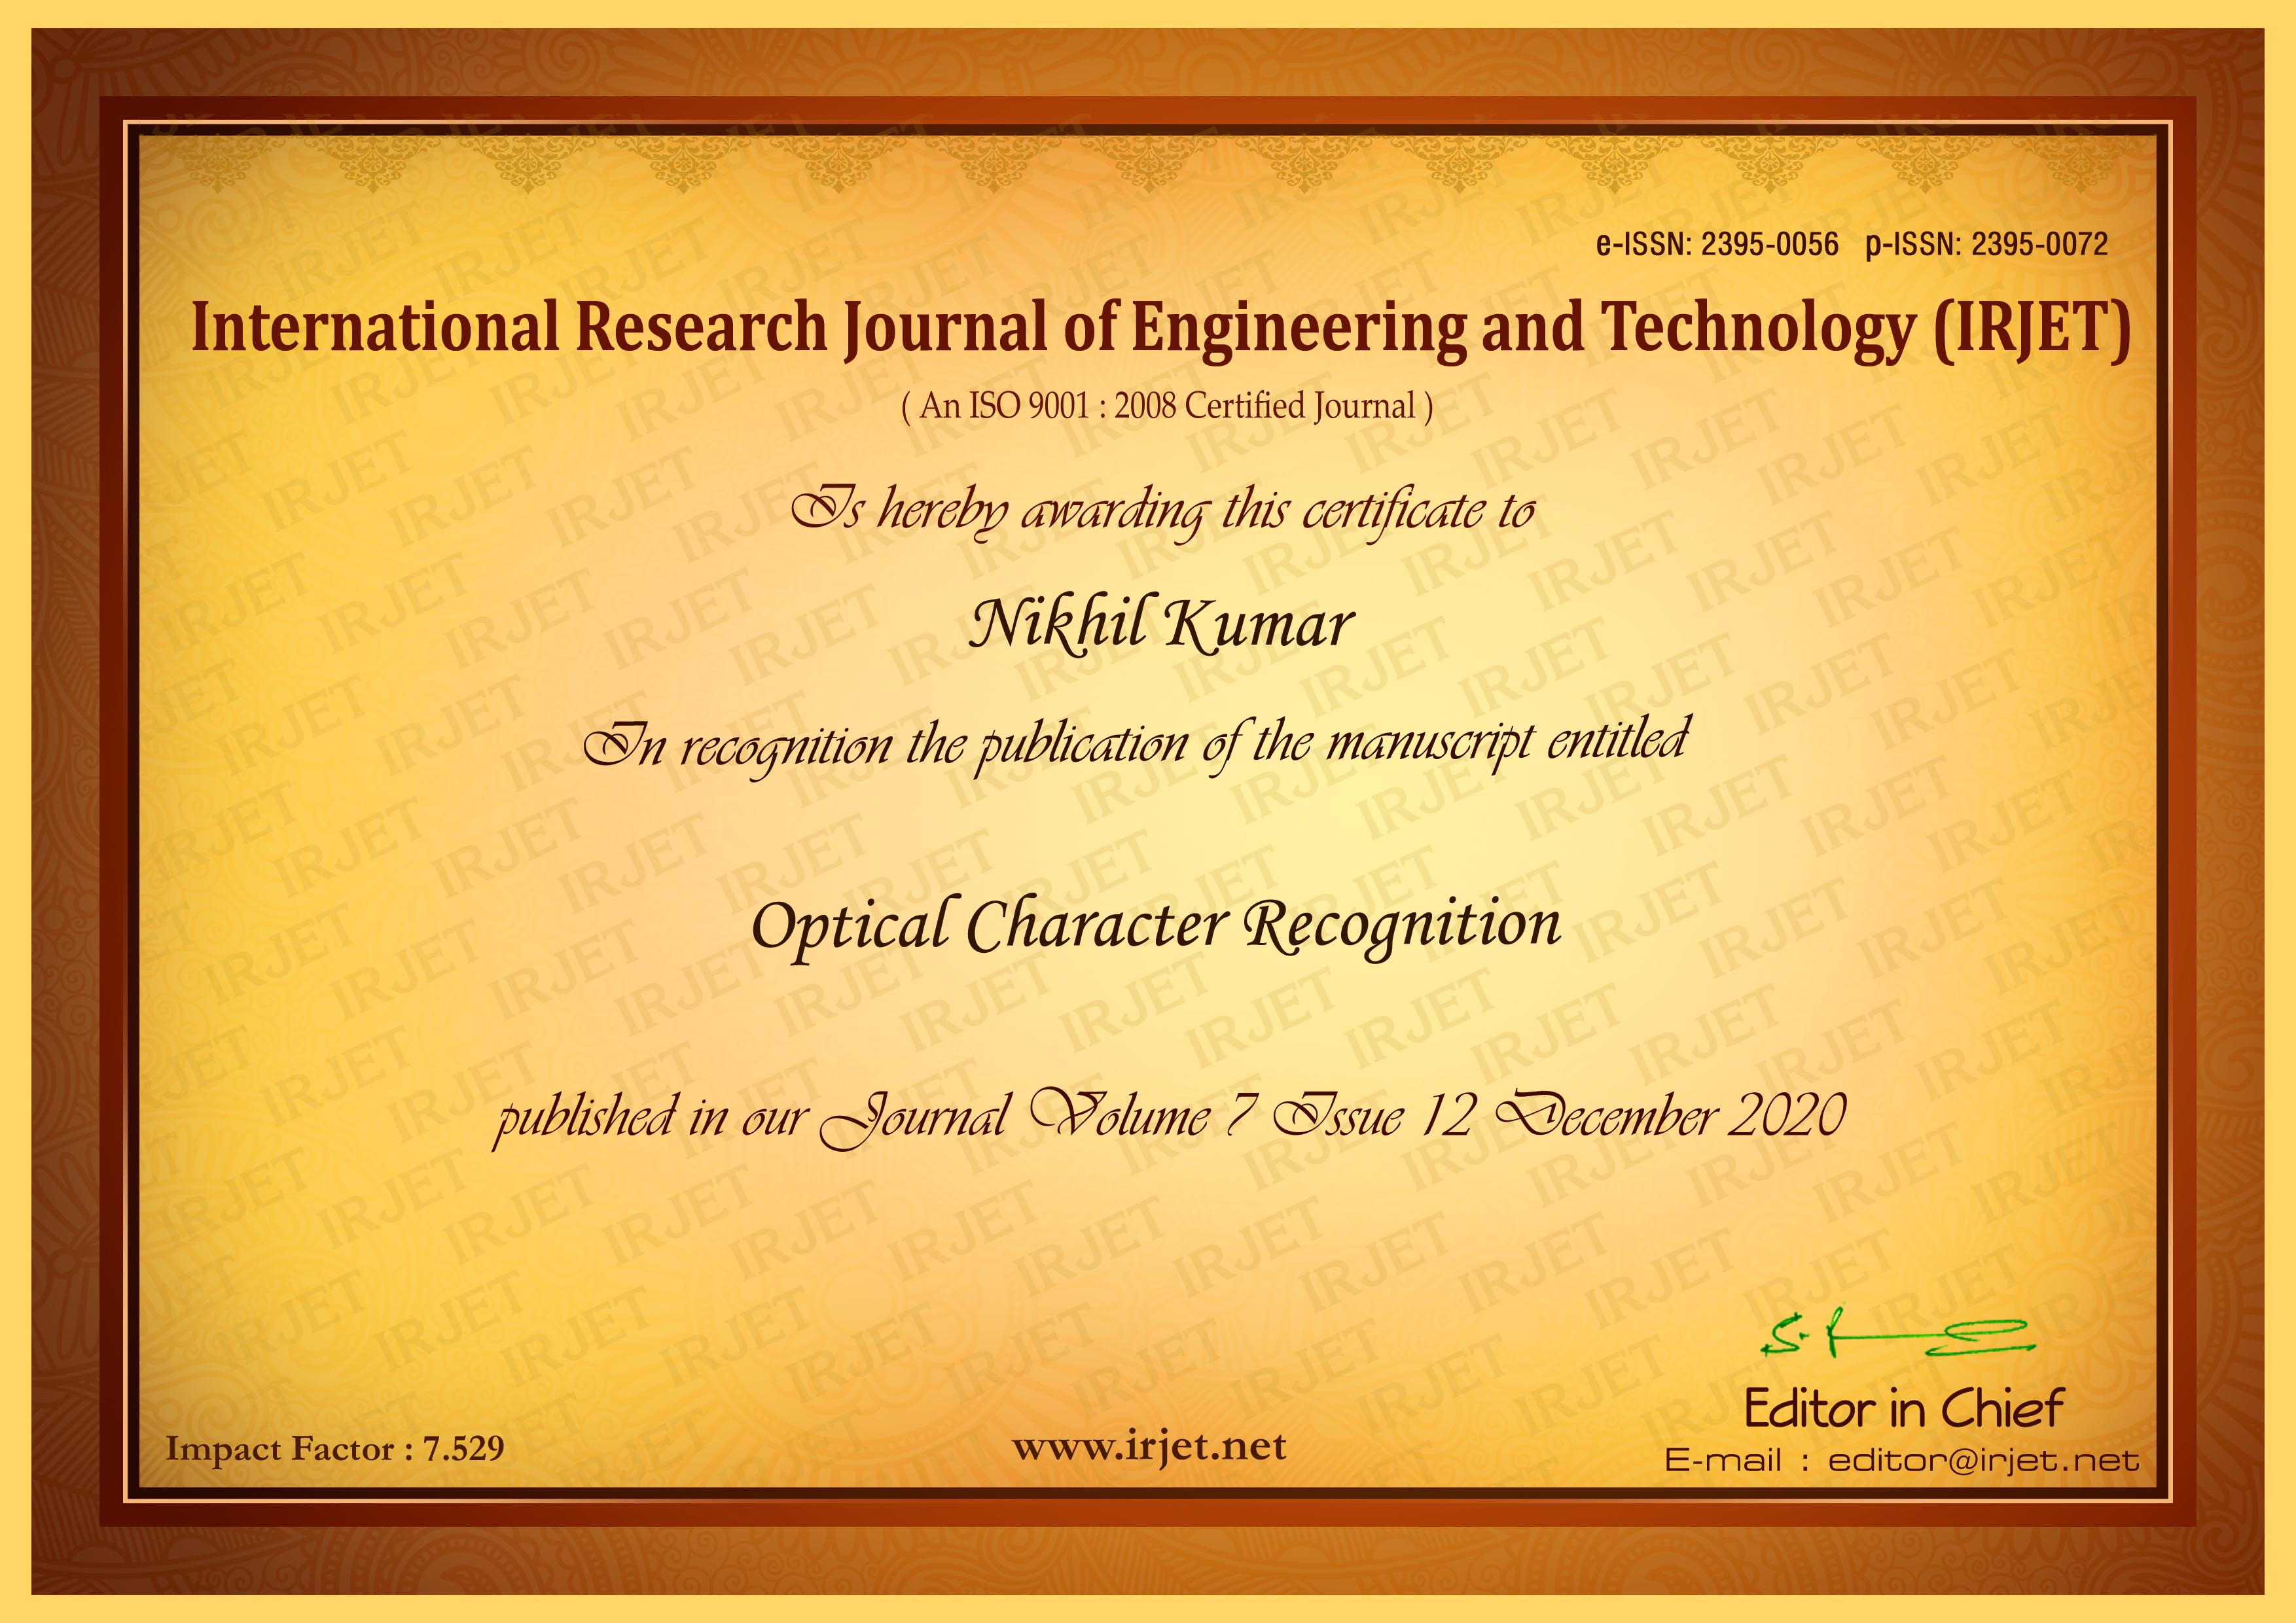 e-ISSN: 2395-0056 p-ISSN: 2395-0072
International Research Journal of Engineering and Technology (IRJET)
( An ISO 9001 : 2008 Certified Journal )
Is hereby awarding this certificate to
Nikhil Kumar
In recognition the publication of the manuscript entitled
Optical Character Recognition
published in our Journal Volume 7 Issue 12 December 2020
Editor in Chief
Impact Factor : 7.529
www.irjet.net
E-mail : editor@irjet.net